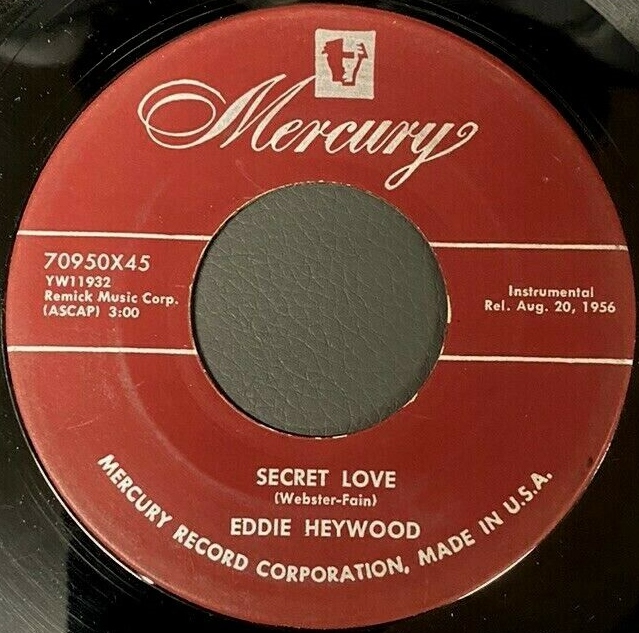 Mercury
70950X45
YW11932
Remick Music Corp.
(ASCAP) 3:00
Instrumental
Rel. Aug. 20, 1956
SECRET LOVE
(Webster-Fain)
EDDIE HEYWOOD
MERCURY RECORD CORPORATION, MADE IN U.S.A.